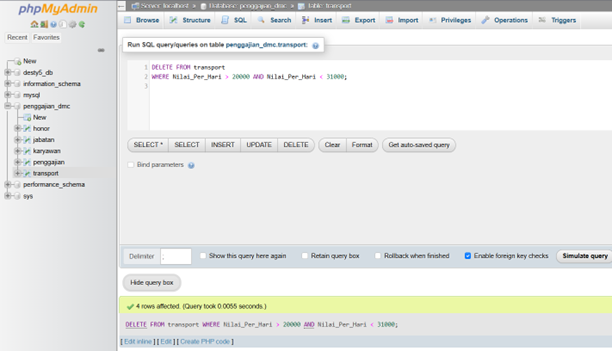 phpMyAdmin
Server: localhost » Database: penggajian_dmc » Table: transport
Browse Structure SQL Search Insert Export Import Privileges Operations Triggers
Recent Favorites
Run SQL query/queries on table penggajian_dmc.transport:
New
desty5_db
information_schema
mysql
penggajian_dmc
New
honor
jabatan
karyawan
penggajian
transport
performance_schema
sys
1 DELETE FROM transport
2 WHERE Nilai_Per_Hari > 20000 AND Nilai_Per_Hari < 31000;
3
SELECT * SELECT INSERT UPDATE DELETE Clear Format Get auto-saved query
Bind parameters
Delimiter ; Show this query here again Retain query box Rollback when finished Enable foreign key checks Simulate query
Hide query box
4 rows affected. (Query took 0.0055 seconds.)
DELETE FROM transport WHERE Nilai_Per_Hari > 20000 AND Nilai_Per_Hari < 31000;
[ Edit inline ] [ Edit ] [ Create PHP code ]